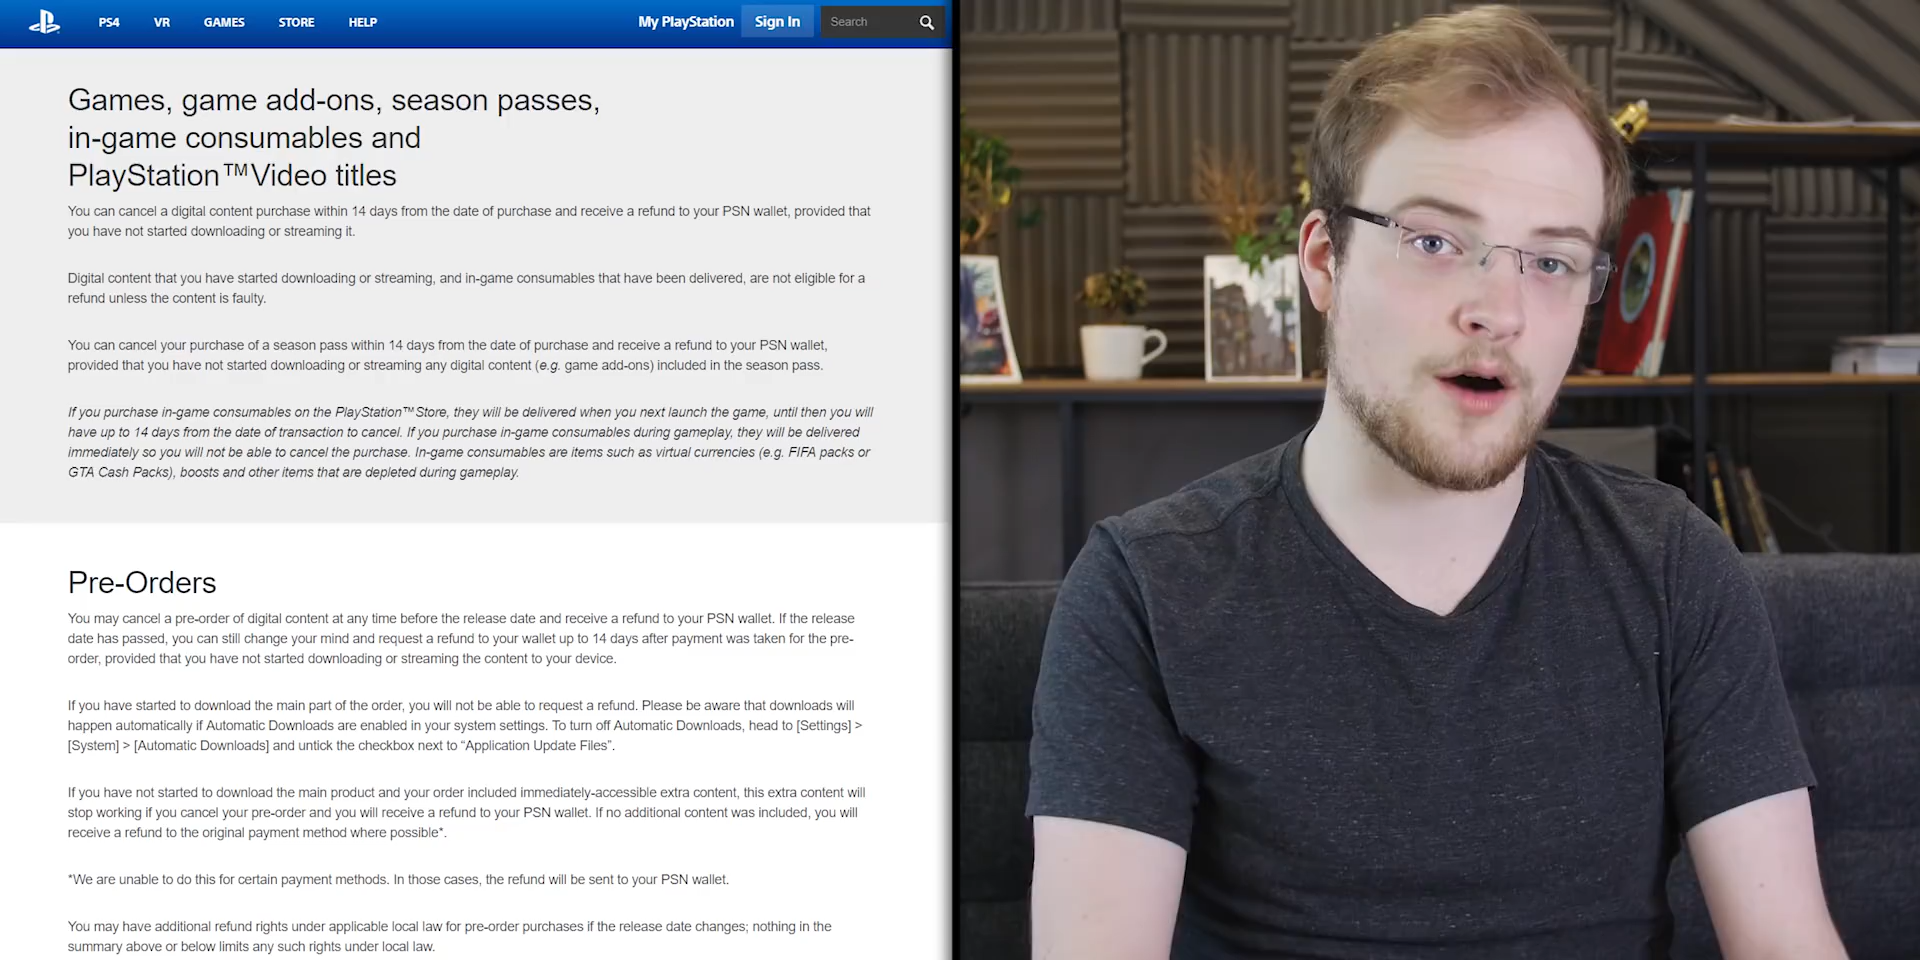 PS4 VR GAMES STORE HELP My PlayStation Sign In Search
Games, game add-ons, season passes,
in-game consumables and
PlayStation™Video titles
You can cancel a digital content purchase within 14 days from the date of purchase and receive a refund to your PSN wallet, provided that
you have not started downloading or streaming it.
Digital content that you have started downloading or streaming, and in-game consumables that have been delivered, are not eligible for a
refund unless the content is faulty.
You can cancel your purchase of a season pass within 14 days from the date of purchase and receive a refund to your PSN wallet,
provided that you have not started downloading or streaming any digital content (e.g. game add-ons) included in the season pass.
If you purchase in-game consumables on the PlayStation™Store, they will be delivered when you next launch the game, until then you will
have up to 14 days from the date of transaction to cancel. If you purchase in-game consumables during gameplay, they will be delivered
immediately so you will not be able to cancel the purchase. In-game consumables are items such as virtual currencies (e.g. FIFA packs or
GTA Cash Packs), boosts and other items that are depleted during gameplay.
Pre-Orders
You may cancel a pre-order of digital content at any time before the release date and receive a refund to your PSN wallet. If the release
date has passed, you can still change your mind and request a refund to your wallet up to 14 days after payment was taken for the pre-
order, provided that you have not started downloading or streaming the content to your device.
If you have started to download the main part of the order, you will not be able to request a refund. Please be aware that downloads will
happen automatically if Automatic Downloads are enabled in your system settings. To turn off Automatic Downloads, head to [Settings] >
[System] > [Automatic Downloads] and untick the checkbox next to “Application Update Files”.
If you have not started to download the main product and your order included immediately-accessible extra content, this extra content will
stop working if you cancel your pre-order and you will receive a refund to your PSN wallet. If no additional content was included, you will
receive a refund to the original payment method where possible*.
*We are unable to do this for certain payment methods. In those cases, the refund will be sent to your PSN wallet.
You may have additional refund rights under applicable local law for pre-order purchases if the release date changes; nothing in the
summary above or below limits any such rights under local law.